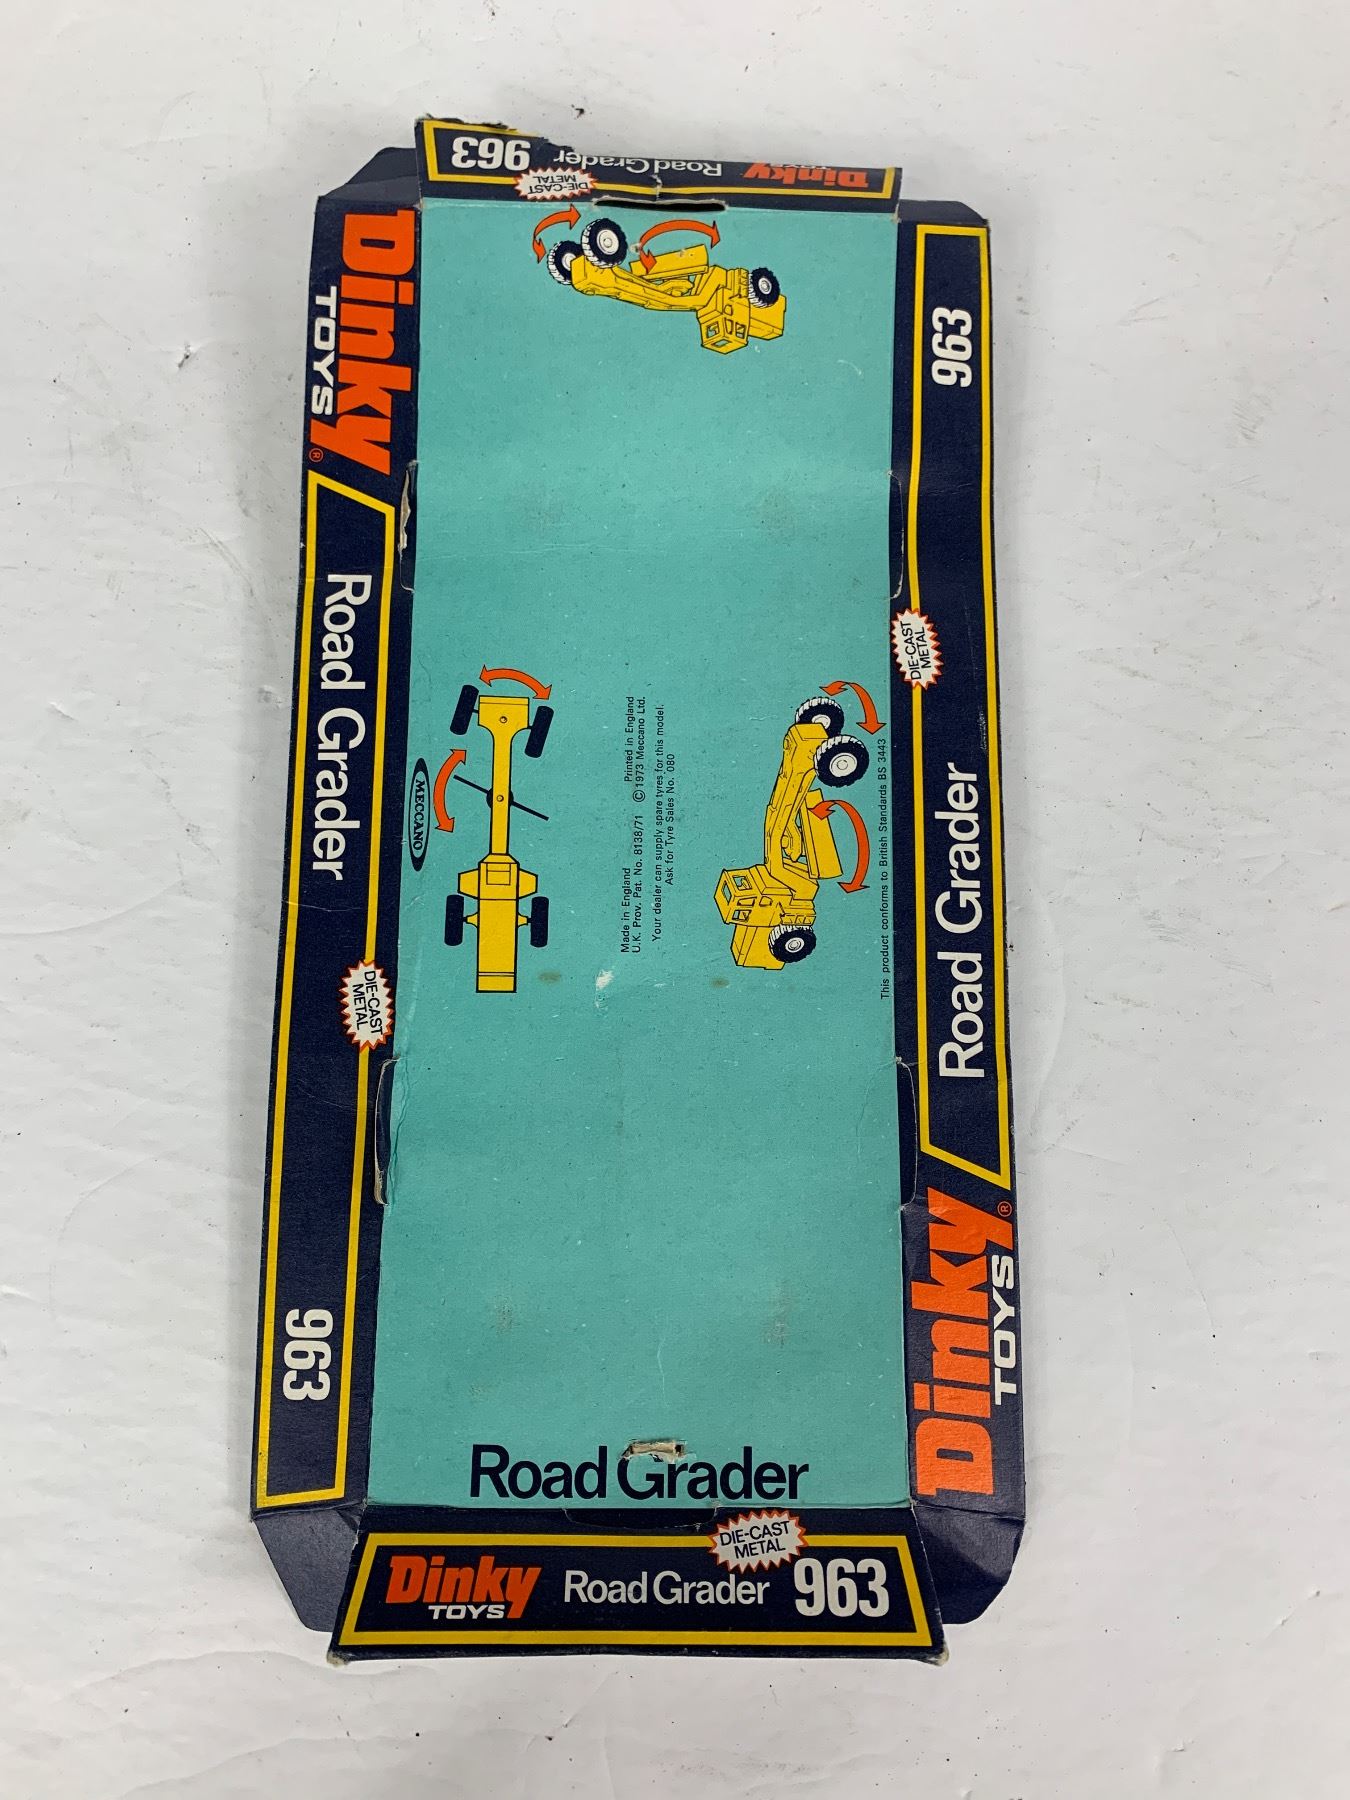 963
Road Grader
Dinky
TOYS
DIE-CAST
METAL
Dinky
TOYS®
Road Grader
DIE-CAST
METAL
963
MECCANO
Made in England Printed in England
U.K. Prov. Pat. No. 8138/71 ©1973 Meccano Ltd.
Your dealer can supply spare tyres for this model.
Ask for Tyre Sales No. 080
This product conforms to British Standards BS 3443
Dinky
TOYS®
Road Grader
DIE-CAST
METAL
963
Road Grader
DIE-CAST
METAL
Dinky
TOYS
Road Grader
963